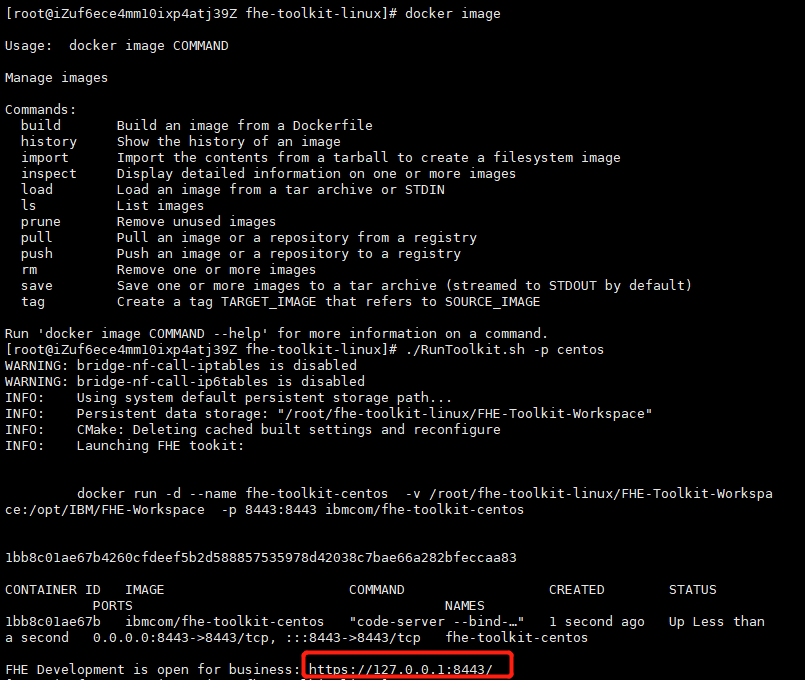 [root@iZuf6ece4mm10ixp4atj39Z fhe-toolkit-linux]# docker image
Usage:  docker image COMMAND
Manage images
Commands:
  build       Build an image from a Dockerfile
  history     Show the history of an image
  import      Import the contents from a tarball to create a filesystem image
  inspect     Display detailed information on one or more images
  load        Load an image from a tar archive or STDIN
  ls          List images
  prune       Remove unused images
  pull        Pull an image or a repository from a registry
  push        Push an image or a repository to a registry
  rm          Remove one or more images
  save        Save one or more images to a tar archive (streamed to STDOUT by default)
  tag         Create a tag TARGET_IMAGE that refers to SOURCE_IMAGE
Run 'docker image COMMAND --help' for more information on a command.
[root@iZuf6ece4mm10ixp4atj39Z fhe-toolkit-linux]# ./RunToolkit.sh -p centos
WARNING: bridge-nf-call-iptables is disabled
WARNING: bridge-nf-call-ip6tables is disabled
INFO:    Using system default persistent storage path...
INFO:    Persistent data storage: "/root/fhe-toolkit-linux/FHE-Toolkit-Workspace"
INFO:    CMake: Deleting cached built settings and reconfigure
INFO:    Launching FHE tookit:
         docker run -d --name fhe-toolkit-centos  -v /root/fhe-toolkit-linux/FHE-Toolkit-Workspa
ce:/opt/IBM/FHE-Workspace  -p 8443:8443 ibmcom/fhe-toolkit-centos
1bb8c01ae67b4260cfdeef5b2d588857535978d42038c7bae66a282bfeccaa83
CONTAINER ID   IMAGE                       COMMAND                  CREATED        STATUS
           PORTS                                       NAMES
1bb8c01ae67b   ibmcom/fhe-toolkit-centos   "code-server --bind-…"   1 second ago   Up Less than
a second   0.0.0.0:8443->8443/tcp, :::8443->8443/tcp   fhe-toolkit-centos
FHE Development is open for business: https://127.0.0.1:8443/